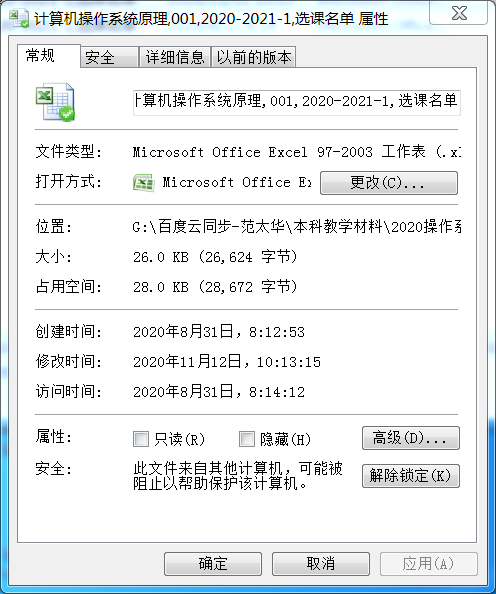 计算机操作系统原理,001,2020-2021-1,选课名单 属性
常规 安全 详细信息 以前的版本
计算机操作系统原理,001,2020-2021-1,选课名单
文件类型: Microsoft Office Excel 97-2003 工作表 (.xl
打开方式: Microsoft Office Ex 更改(C)...
位置: G:\百度云同步-范太华\本科教学材料\2020操作系
大小: 26.0 KB (26,624 字节)
占用空间: 28.0 KB (28,672 字节)
创建时间: 2020年8月31日，8:12:53
修改时间: 2020年11月12日，10:13:15
访问时间: 2020年8月31日，8:14:12
属性: 只读(R) 隐藏(H) 高级(D)...
安全: 此文件来自其他计算机，可能被
阻止以帮助保护该计算机。 解除锁定(K)
确定 取消 应用(A)